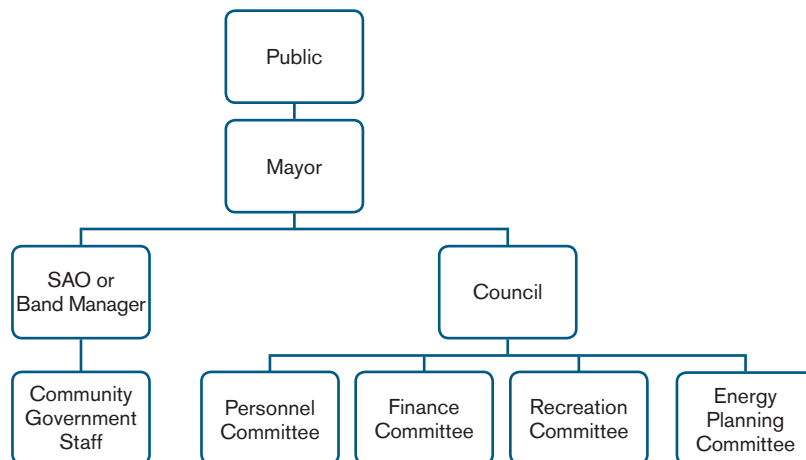 Public
Mayor
SAO or
Band Manager
Council
Community
Government
Staff
Personnel
Committee
Finance
Committee
Recreation
Committee
Energy
Planning
Committee